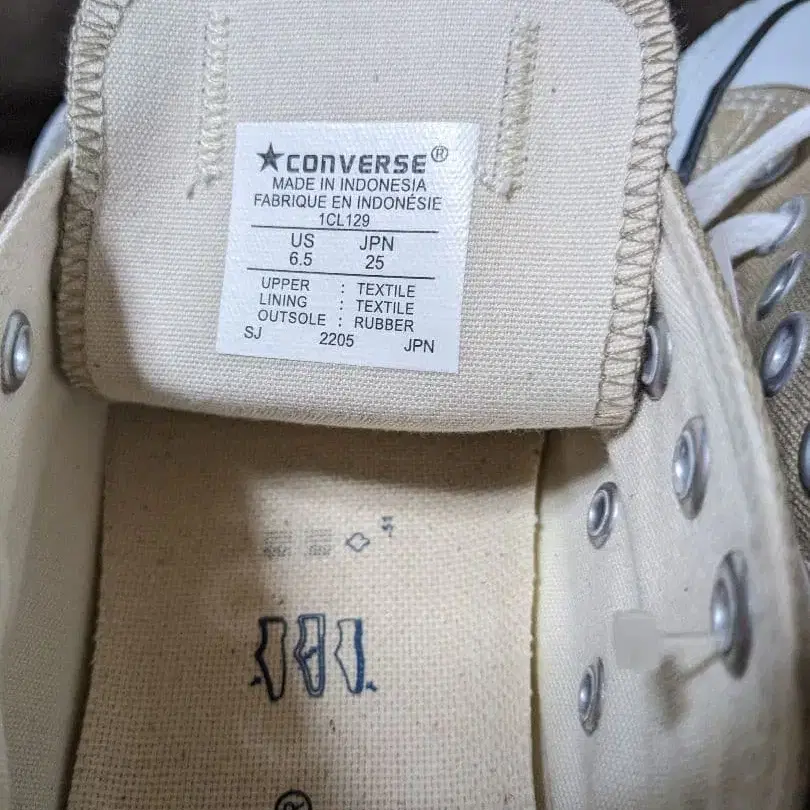 ★CONVERSE®
MADE IN INDONESIA
FABRIQUE EN INDONÉSIE
1CL129
US JPN
6.5 25
UPPER : TEXTILE
LINING : TEXTILE
OUTSOLE : RUBBER
SJ 2205 JPN
®